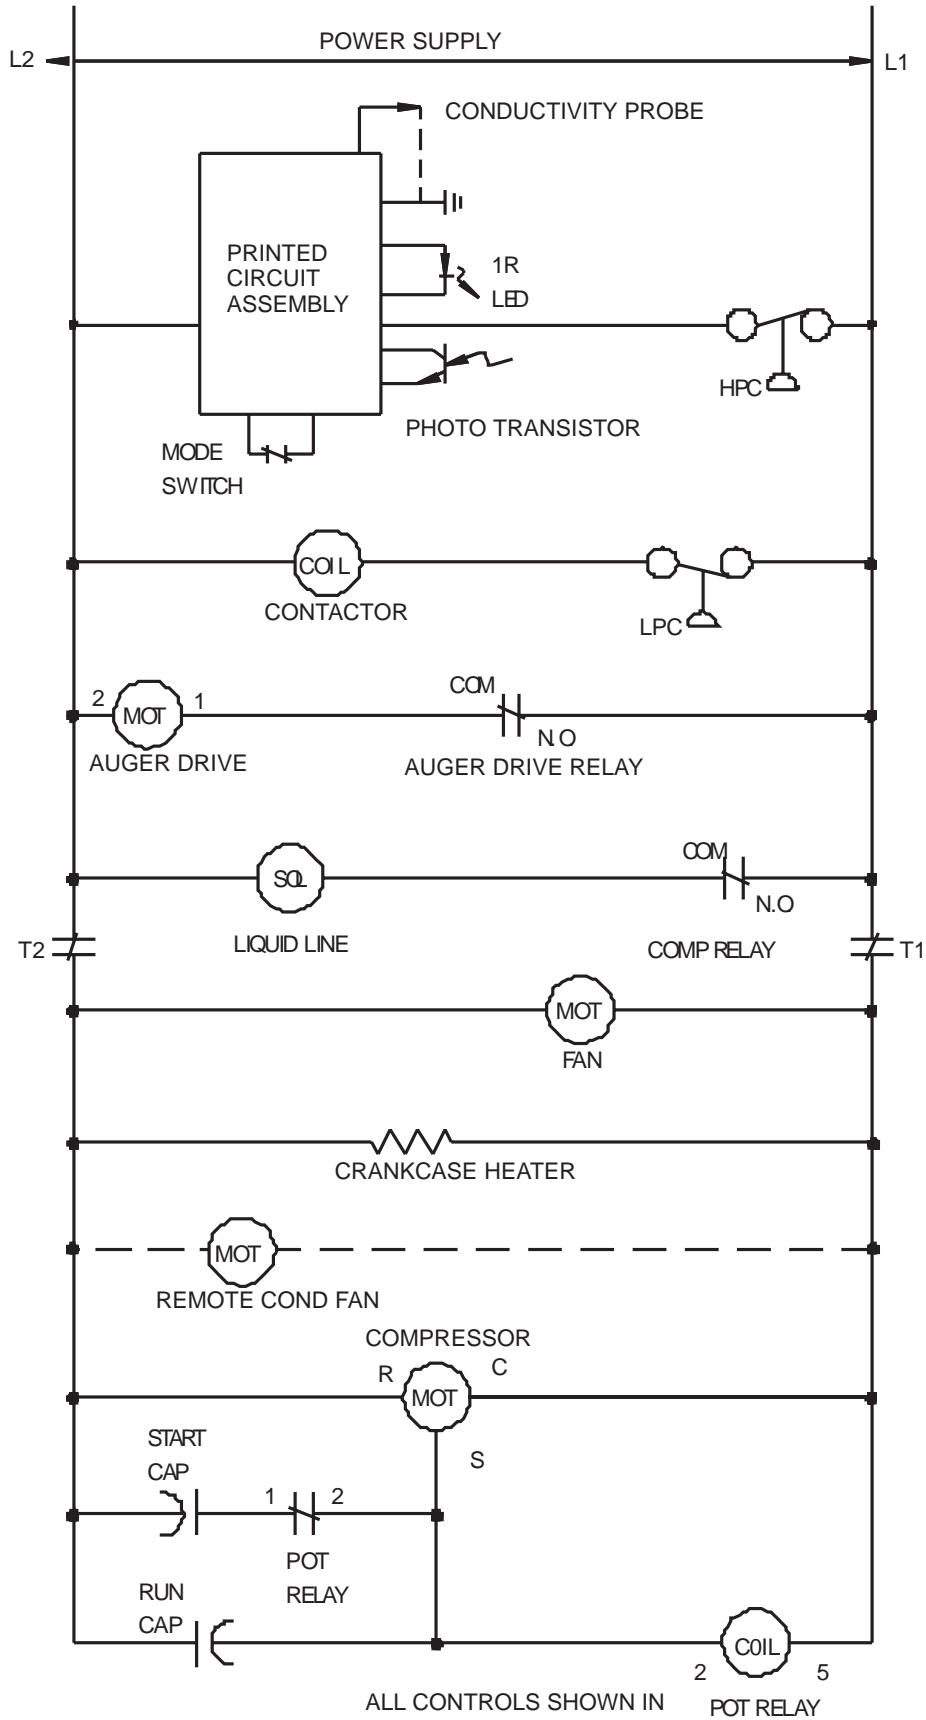 POWER SUPPLY
L2
L1
CONDUCTIVITY PROBE
PRINTED
CIRCUIT
ASSEMBLY
1R
LED
HPC
PHOTO TRANSISTOR
MODE
SWITCH
COIL
CONTACTOR
LPC
2
MOT
1
AUGER DRIVE
COM
N.O
AUGER DRIVE RELAY
SOL
LIQUID LINE
COM
N.O
COMP RELAY
T2
T1
MOT
FAN
CRANKCASE HEATER
MOT
REMOTE COND FAN
COMPRESSOR
R
MOT
C
S
START
CAP
1
2
POT
RELAY
RUN
CAP
C0IL
2
5
POT RELAY
ALL CONTROLS SHOWN IN